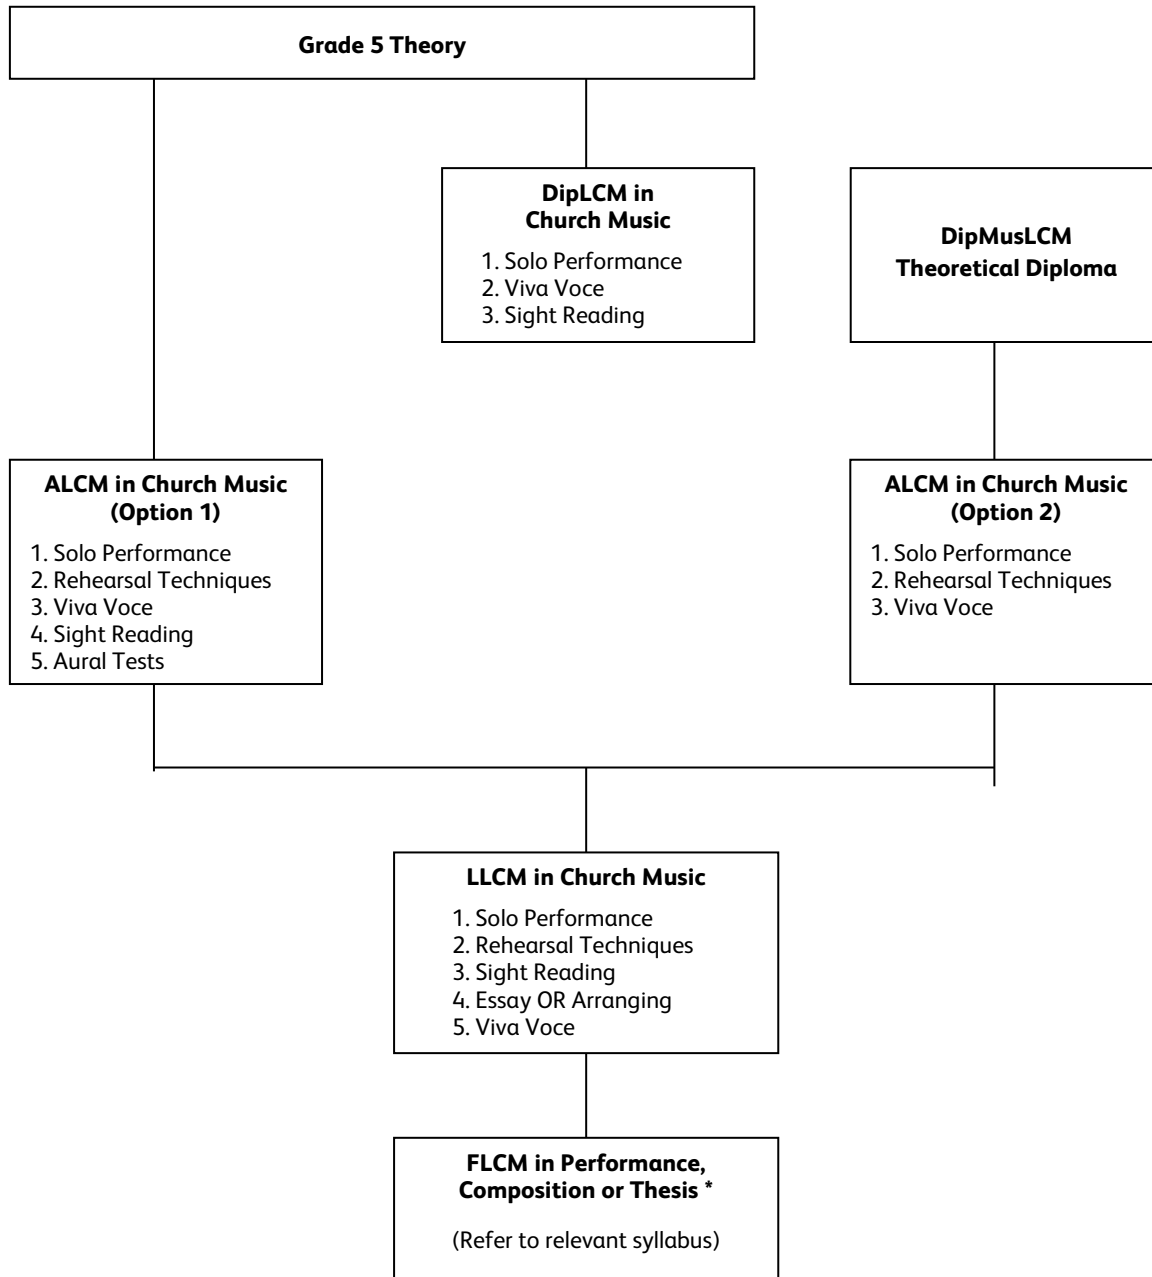 Grade 5 Theory
DipLCM in
Church Music
1. Solo Performance
2. Viva Voce
3. Sight Reading
DipMusLCM
Theoretical Diploma
ALCM in Church Music
(Option 1)
1. Solo Performance
2. Rehearsal Techniques
3. Viva Voce
4. Sight Reading
5. Aural Tests
ALCM in Church Music
(Option 2)
1. Solo Performance
2. Rehearsal Techniques
3. Viva Voce
LLCM in Church Music
1. Solo Performance
2. Rehearsal Techniques
3. Sight Reading
4. Essay OR Arranging
5. Viva Voce
FLCM in Performance,
Composition or Thesis *
(Refer to relevant syllabus)